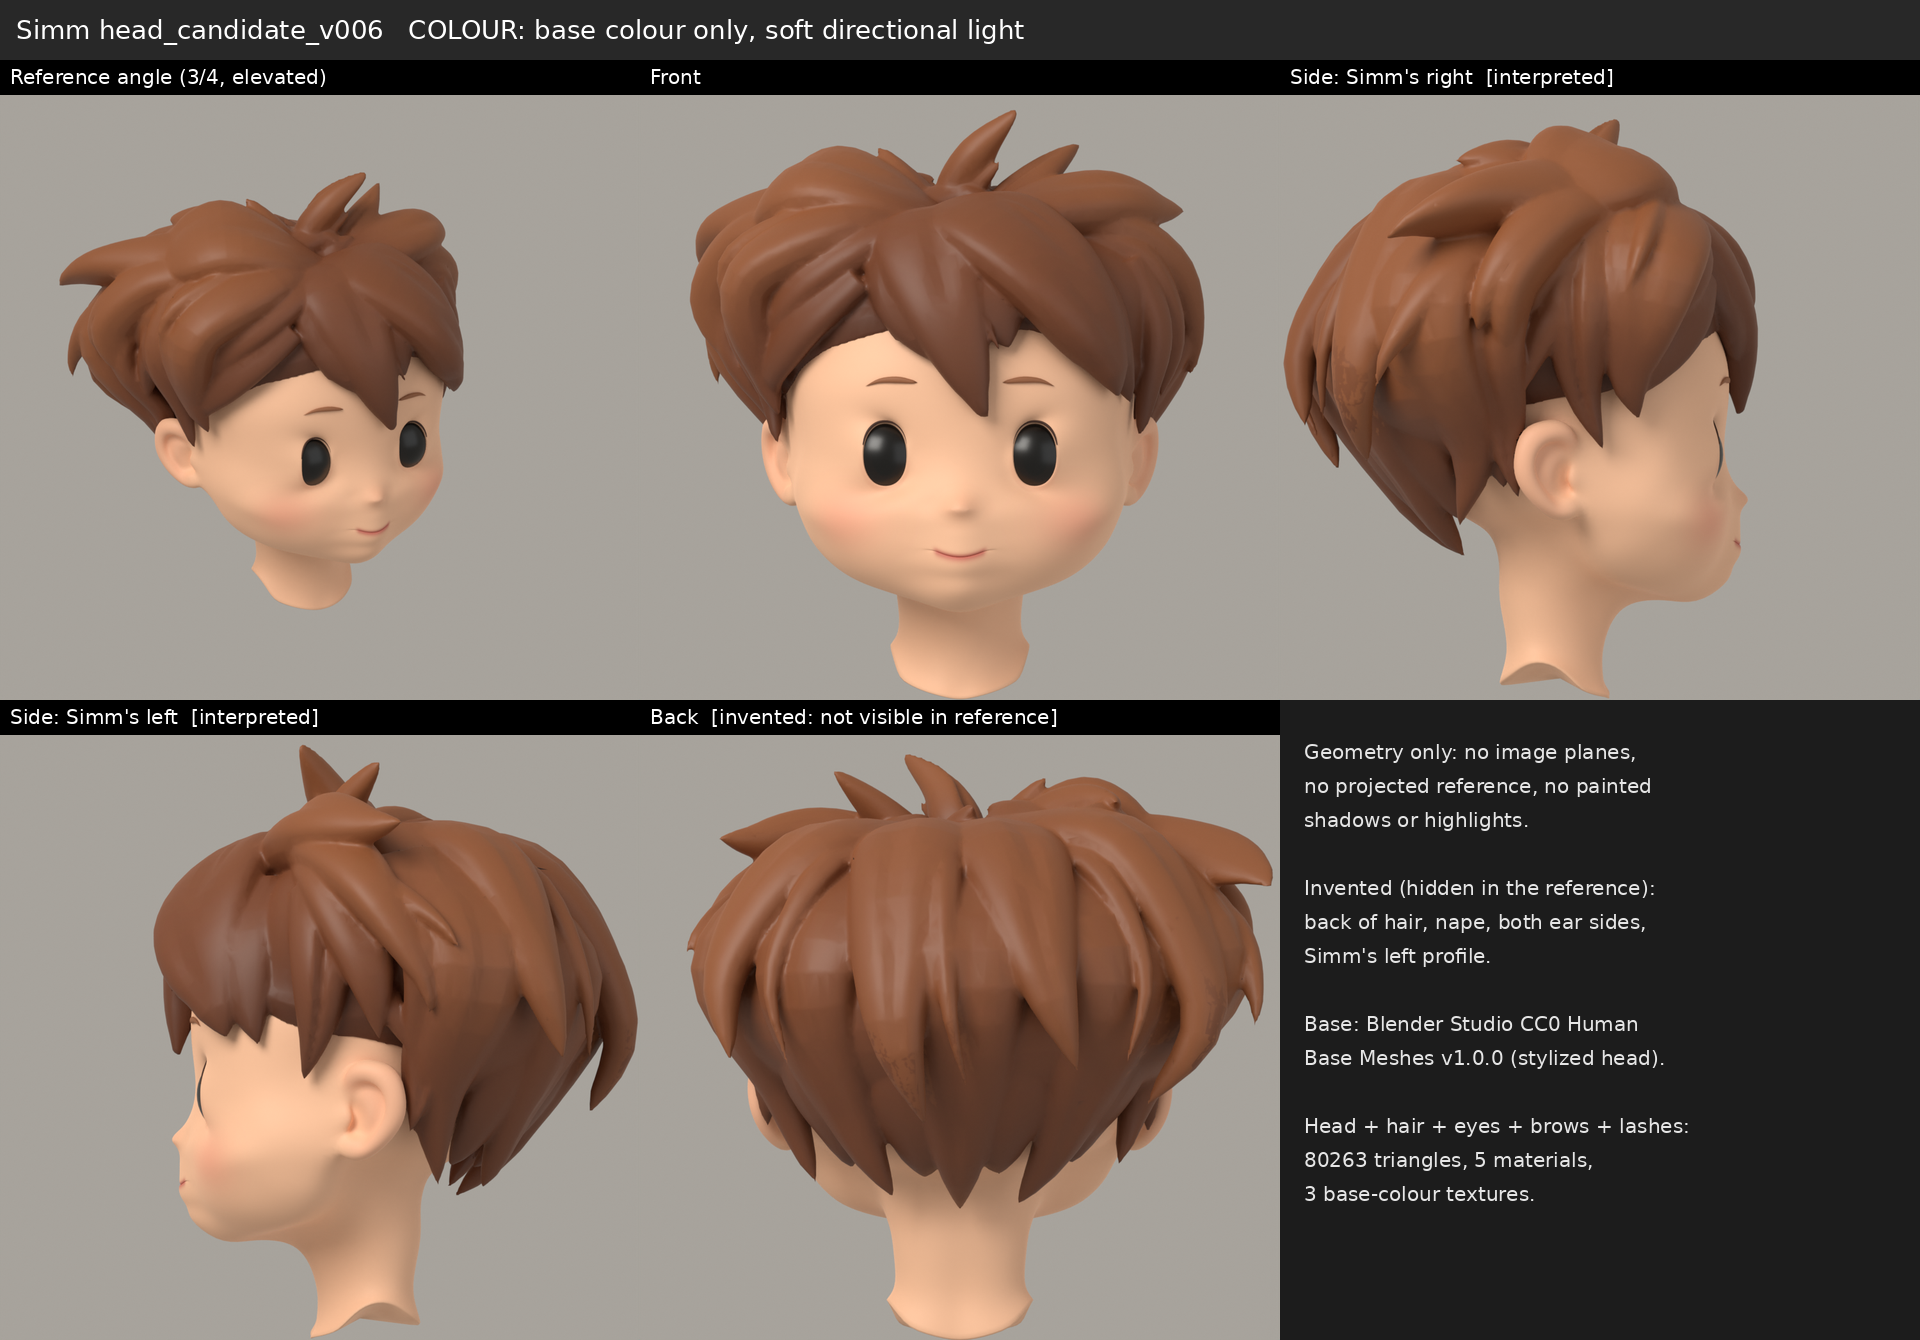 Simm head_candidate_v006   COLOUR: base colour only, soft directional light
Reference angle (3/4, elevated)
Front
Side: Simm's right  [interpreted]
Side: Simm's left  [interpreted]
Back  [invented: not visible in reference]
Geometry only: no image planes,
no projected reference, no painted
shadows or highlights.
Invented (hidden in the reference):
back of hair, nape, both ear sides,
Simm's left profile.
Base: Blender Studio CC0 Human
Base Meshes v1.0.0 (stylized head).
Head + hair + eyes + brows + lashes:
80263 triangles, 5 materials,
3 base-colour textures.